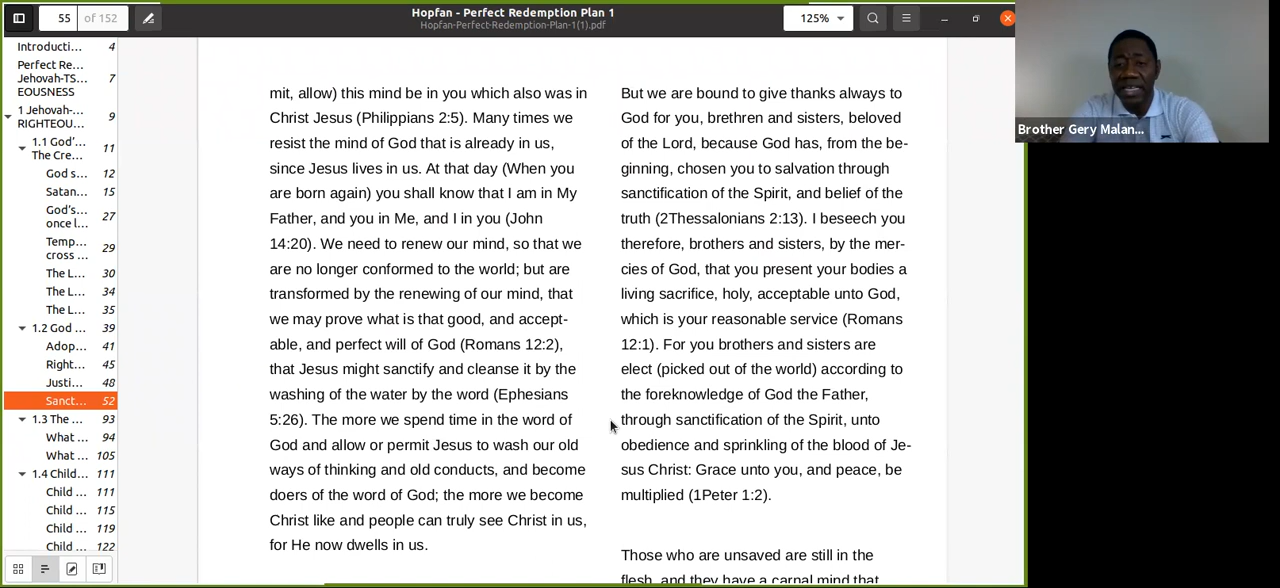 55
of 152
Hopfan - Perfect Redemption Plan 1
Hopfan-Perfect-Redemption-Plan-1(1).pdf
125%
Introducti... 4
Perfect Re...
Jehovah-TS... 7
EOUSNESS
1 Jehovah-...
RIGHTEOU... 9
1.1 God'...
The Cre... 11
God s... 12
Satan... 15
God's...
once l... 27
Temp...
cross ... 29
The L... 30
The L... 34
The L... 35
1.2 God ... 39
Adop... 41
Right... 45
Justi... 48
Sanct... 52
1.3 The ... 93
What ... 94
What ... 105
1.4 Child... 111
Child ... 111
Child ... 115
Child ... 119
Child ... 122
mit, allow) this mind be in you which also was in
Christ Jesus (Philippians 2:5). Many times we
resist the mind of God that is already in us,
since Jesus lives in us. At that day (When you
are born again) you shall know that I am in My
Father, and you in Me, and I in you (John
14:20). We need to renew our mind, so that we
are no longer conformed to the world; but are
transformed by the renewing of our mind, that
we may prove what is that good, and accept-
able, and perfect will of God (Romans 12:2),
that Jesus might sanctify and cleanse it by the
washing of the water by the word (Ephesians
5:26). The more we spend time in the word of
God and allow or permit Jesus to wash our old
ways of thinking and old conducts, and become
doers of the word of God; the more we become
Christ like and people can truly see Christ in us,
for He now dwells in us.
But we are bound to give thanks always to
God for you, brethren and sisters, beloved
of the Lord, because God has, from the be-
ginning, chosen you to salvation through
sanctification of the Spirit, and belief of the
truth (2Thessalonians 2:13). I beseech you
therefore, brothers and sisters, by the mer-
cies of God, that you present your bodies a
living sacrifice, holy, acceptable unto God,
which is your reasonable service (Romans
12:1). For you brothers and sisters are
elect (picked out of the world) according to
the foreknowledge of God the Father,
through sanctification of the Spirit, unto
obedience and sprinkling of the blood of Je-
sus Christ: Grace unto you, and peace, be
multiplied (1Peter 1:2).
Those who are unsaved are still in the
flesh, and they have a carnal mind that
Brother Gery Malan...